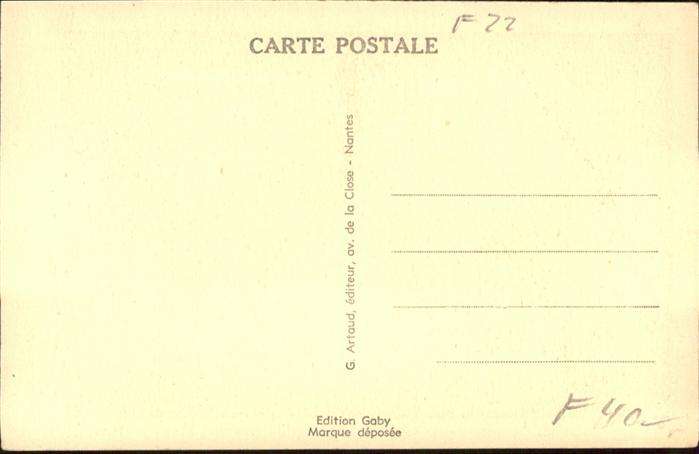 F 22
CARTE POSTALE
G. Artaud, éditeur, av. de la Close - Nantes
F 40-
Edition Gaby
Marque déposée